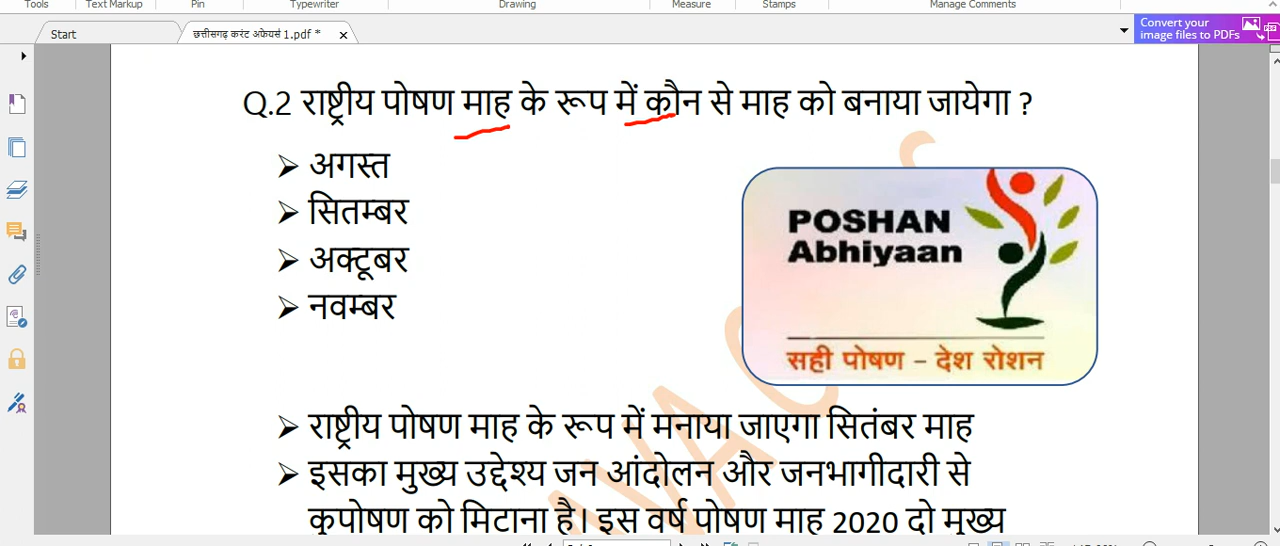 Tools Text Markup Pin Typewriter Drawing Measure Stamps Manage Comments
Start छत्तीसगढ़ करंट अफेयर्स 1.pdf * x
Convert your
image files to PDFs
Q.2 राष्ट्रीय पोषण माह के रूप में कौन से माह को बनाया जायेगा ?
➢ अगस्त
➢ सितम्बर
➢ अक्टूबर
➢ नवम्बर
POSHAN
Abhiyaan
सही पोषण – देश रोशन
➢ राष्ट्रीय पोषण माह के रूप में मनाया जाएगा सितंबर माह
➢ इसका मुख्य उद्देश्य जन आंदोलन और जनभागीदारी से
कुपोषण को मिटाना है। इस वर्ष पोषण माह 2020 दो मुख्य